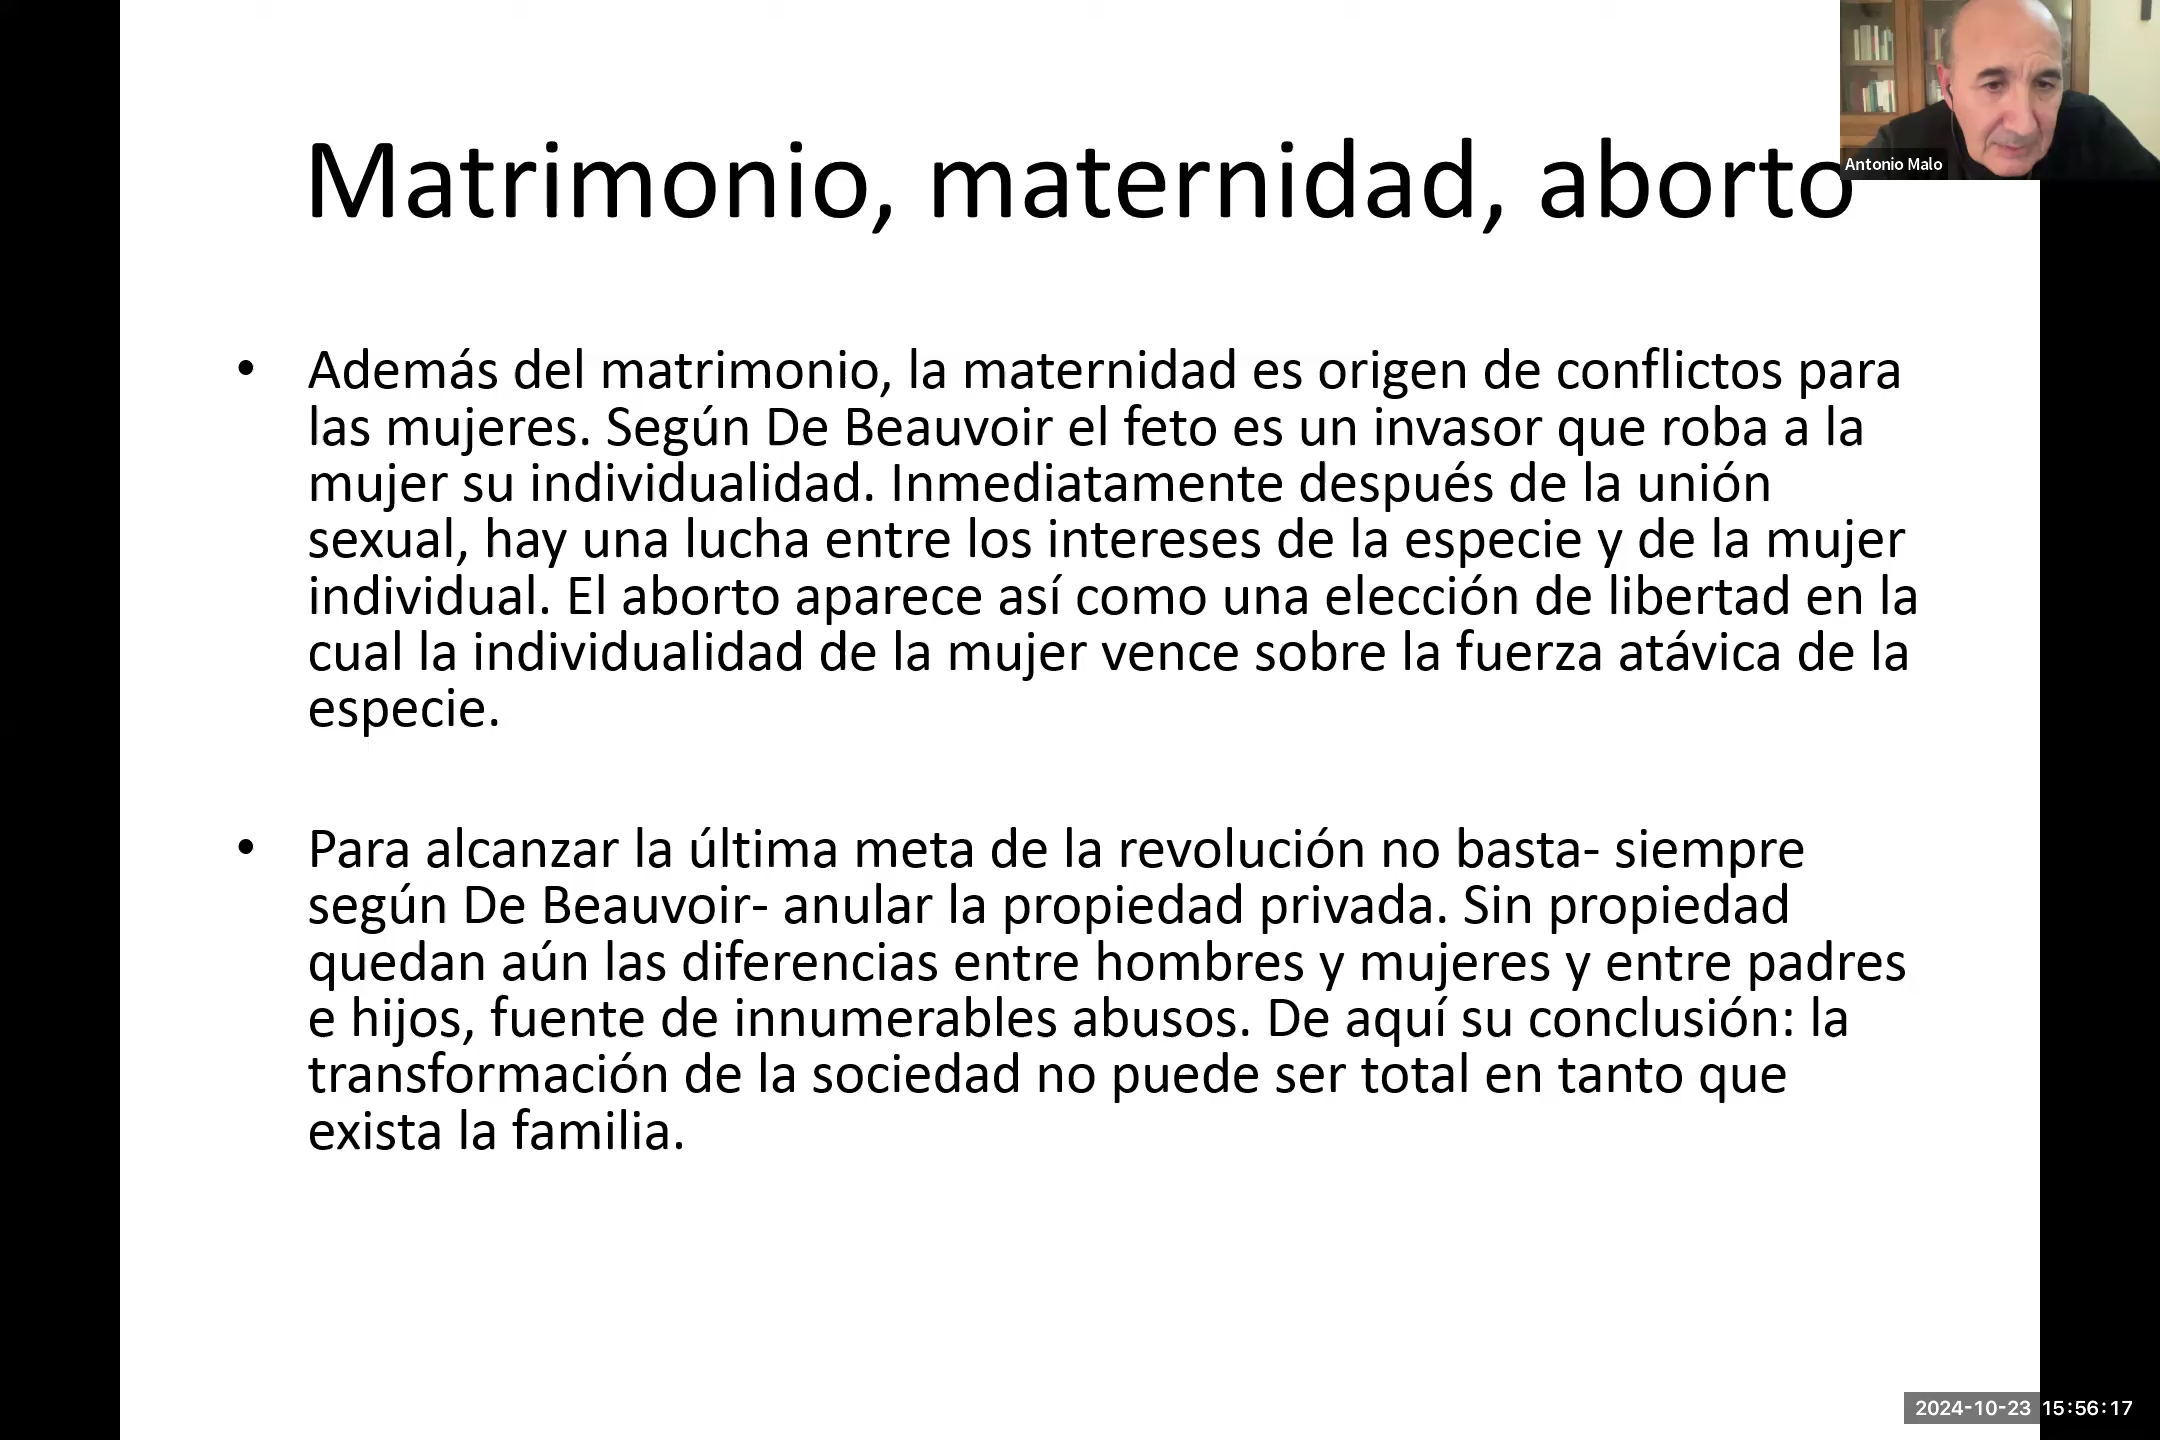 Antonio Malo
Matrimonio, maternidad, aborto
• Además del matrimonio, la maternidad es origen de conflictos para
las mujeres. Según De Beauvoir el feto es un invasor que roba a la
mujer su individualidad. Inmediatamente después de la unión
sexual, hay una lucha entre los intereses de la especie y de la mujer
individual. El aborto aparece así como una elección de libertad en la
cual la individualidad de la mujer vence sobre la fuerza atávica de la
especie.
• Para alcanzar la última meta de la revolución no basta- siempre
según De Beauvoir- anular la propiedad privada. Sin propiedad
quedan aún las diferencias entre hombres y mujeres y entre padres
e hijos, fuente de innumerables abusos. De aquí su conclusión: la
transformación de la sociedad no puede ser total en tanto que
exista la familia.
2024-10-23 15:56:17